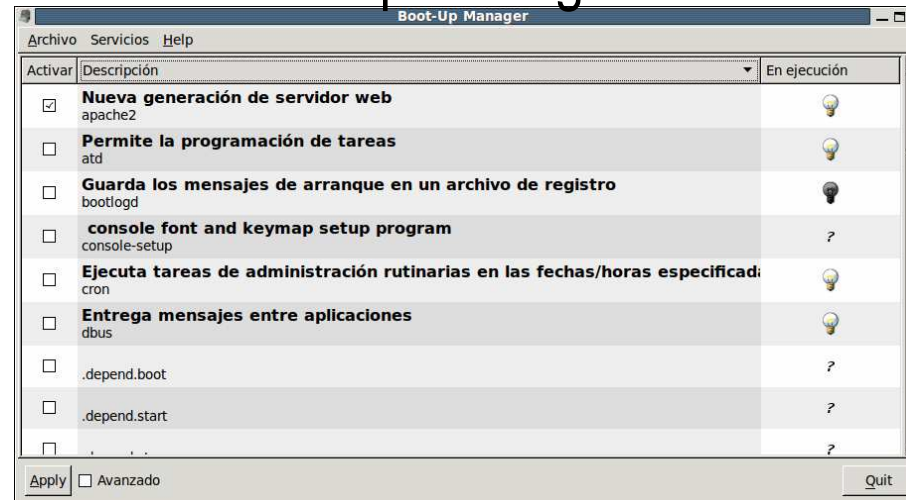 Boot-Up Manager
Archivo Servicios Help
Activar Descripción En ejecución
Nueva generación de servidor web
apache2
Permite la programación de tareas
atd
Guarda los mensajes de arranque en un archivo de registro
bootlogd
console font and keymap setup program
console-setup ?
Ejecuta tareas de administración rutinarias en las fechas/horas especificada
cron
Entrega mensajes entre aplicaciones
dbus
.depend.boot ?
.depend.start ?
?
Apply Avanzado Quit